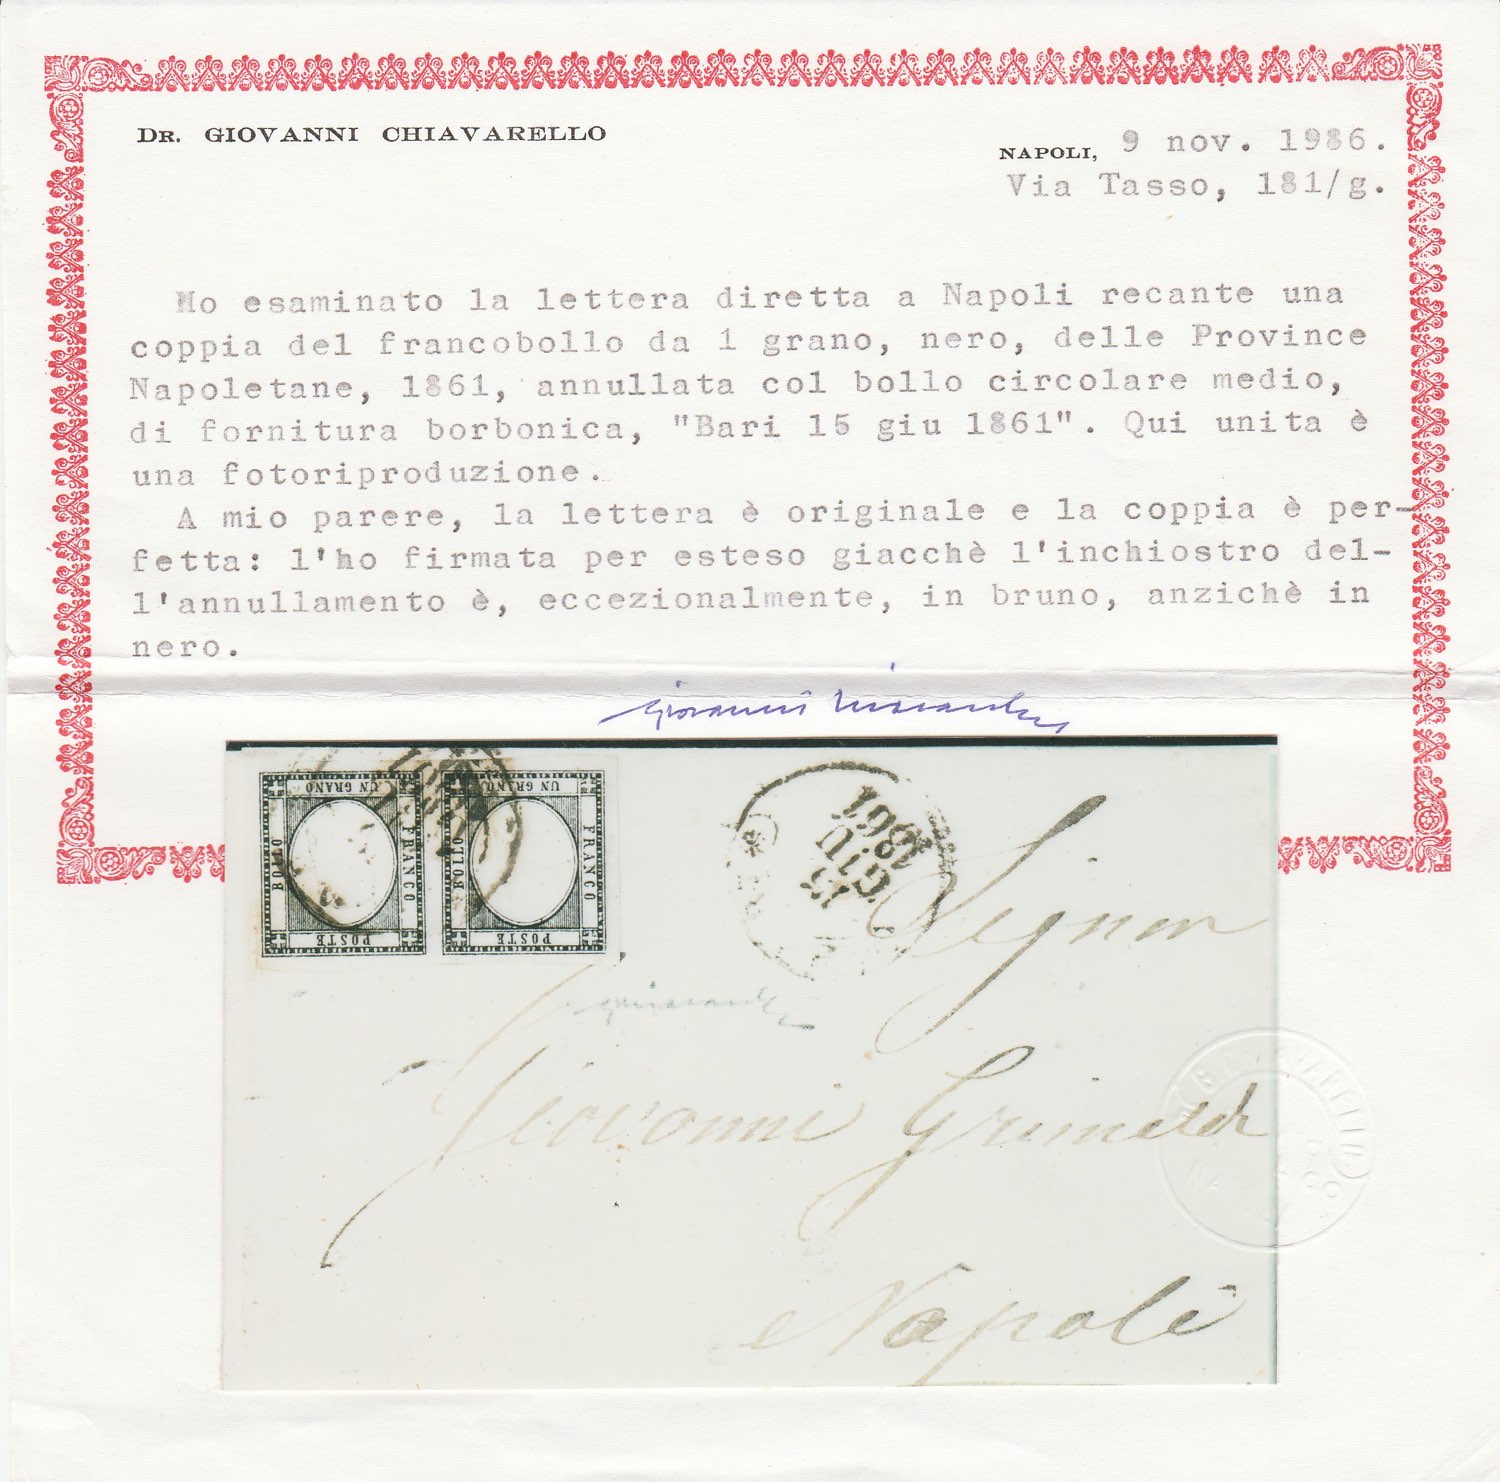 DR. GIOVANNI CHIAVARELLO
NAPOLI, 9 nov. 1986.
Via Tasso, 181/g.
Ho esaminato la lettera diretta a Napoli recante una
coppia del francobollo da 1 grano, nero, delle Province
Napoletane, 1861, annullata col bollo circolare medio,
di fornitura borbonica, "Bari 15 giu 1861". Qui unita è
una fotoriproduzione.
A mio parere, la lettera è originale e la coppia è per-
fetta: l'ho firmata per esteso giacchè l'inchiostro del-
l'annullamento è, eccezionalmente, in bruno, anzichè in
nero.
Giovanni Chiavarello
UN GRANO
FRANCO
BOLLO
POSTE
UN GRANO
FRANCO
BOLLO
POSTE
15
GIU
1861
Signor
Giovanni Grimaldi
Napoli